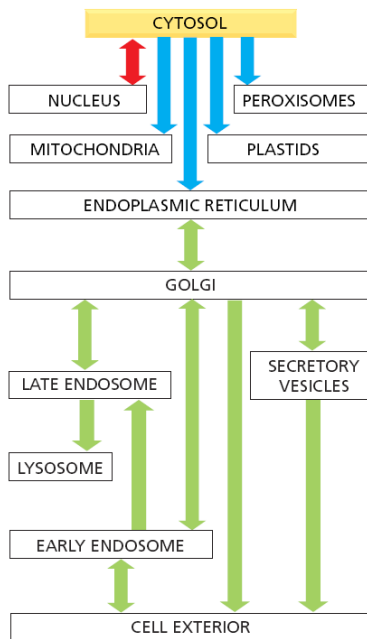 CYTOSOL
NUCLEUS
PEROXISOMES
MITOCHONDRIA
PLASTIDS
ENDOPLASMIC RETICULUM
GOLGI
LATE ENDOSOME
SECRETORY
VESICLES
LYSOSOME
EARLY ENDOSOME
CELL EXTERIOR